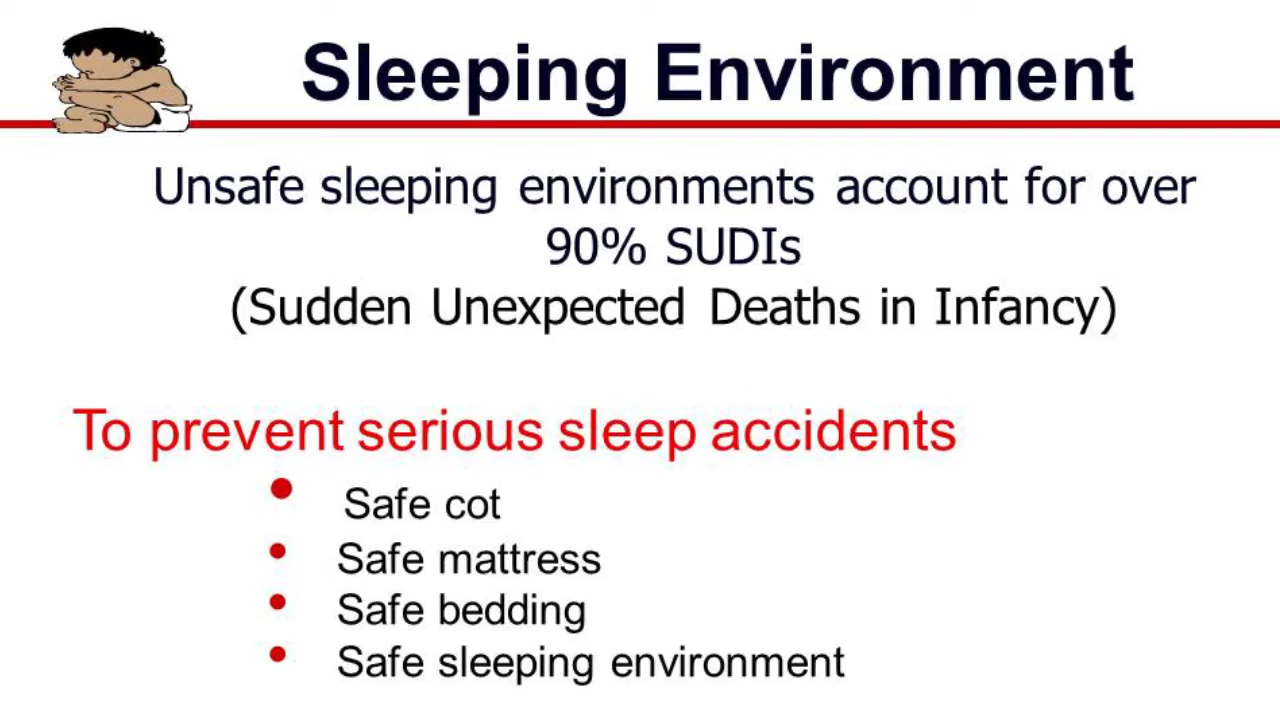 Sleeping Environment
Unsafe sleeping environments account for over
90% SUDIs
(Sudden Unexpected Deaths in Infancy)
To prevent serious sleep accidents
• Safe cot
• Safe mattress
• Safe bedding
• Safe sleeping environment